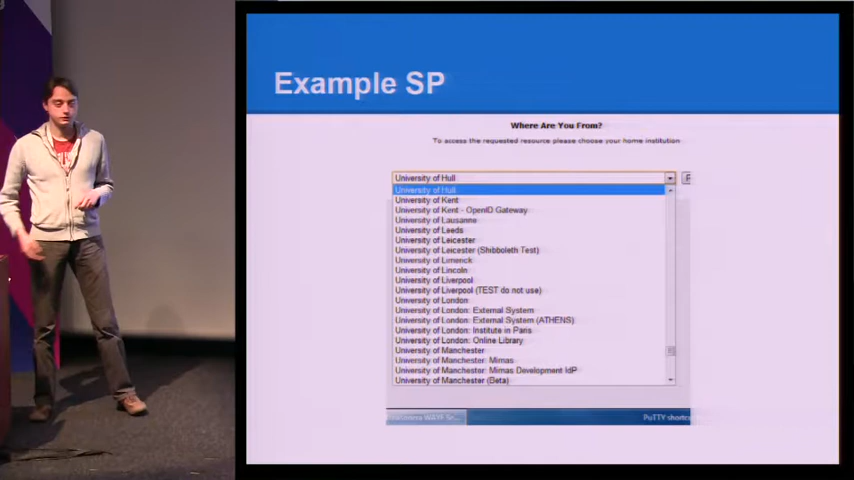 Example SP
Where Are You From?
To access the requested resource please choose your home institution
University of Hull
University of Hull
University of Kent
University of Kent - OpenID Gateway
University of Lausanne
University of Leeds
University of Leicester
University of Leicester (Shibboleth Test)
University of Limerick
University of Lincoln
University of Liverpool
University of Liverpool (TEST do not use)
University of London
University of London: External System
University of London: External System (ATHENS)
University of London: Institute in Paris
University of London: Online Library
University of Manchester
University of Manchester: Mimas
University of Manchester: Mimas Development IdP
University of Manchester (Beta)